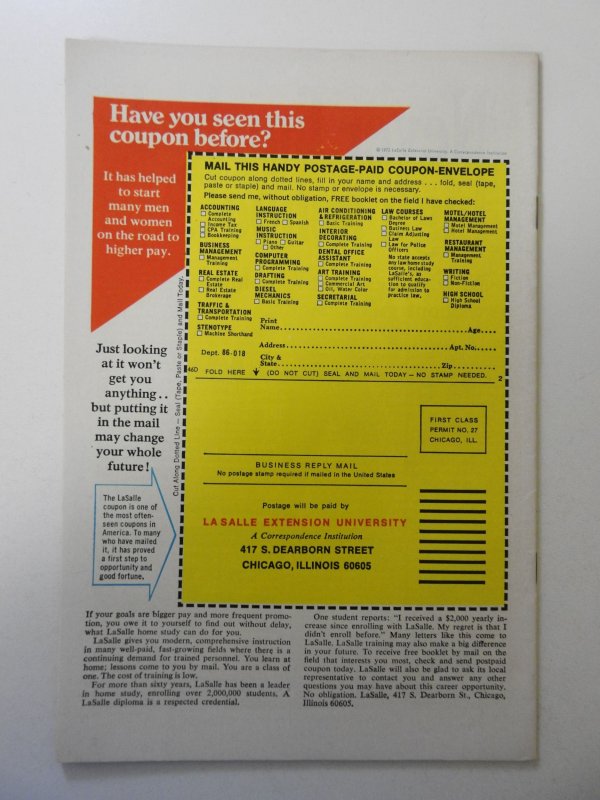 Have you seen this
coupon before?
© 1972 LaSalle Extension University, A Correspondence Institution
It has helped
to start
many men
and women
on the road to
higher pay.
MAIL THIS HANDY POSTAGE-PAID COUPON-ENVELOPE
Cut coupon along dotted lines, fill in your name and address . . . fold, seal (tape,
paste or staple) and mail. No stamp or envelope is necessary.
Please send me, without obligation, FREE booklet on the field I have checked:
ACCOUNTING
Complete
Accounting
Income Tax
CPA Training
Bookkeeping
BUSINESS
MANAGEMENT
Management
Training
REAL ESTATE
Complete Real
Estate
Real Estate
Brokerage
TRAFFIC &
TRANSPORTATION
Complete Training
STENOTYPE
Machine Shorthand
LANGUAGE
INSTRUCTION
French Spanish
MUSIC
INSTRUCTION
Piano Guitar
Other
COMPUTER
PROGRAMMING
Complete Training
DRAFTING
Complete Training
DIESEL
MECHANICS
Basic Training
AIR CONDITIONING
& REFRIGERATION
Basic Training
INTERIOR
DECORATING
Complete Training
DENTAL OFFICE
ASSISTANT
Complete Training
ART TRAINING
Complete Training
Commercial Art
Oil, Water Color
SECRETARIAL
Complete Training
LAW COURSES
Bachelor of Laws
Degree
Business Law
Claim Adjusting
Law
Law for Police
Officers
No state accepts
any law home study
course, including
LaSalle's, as
sufficient educa-
tion to qualify
for admission to
practice law.
MOTEL/HOTEL
MANAGEMENT
Motel Management
Hotel Management
RESTAURANT
MANAGEMENT
Management
Training
WRITING
Fiction
Non-Fiction
HIGH SCHOOL
High School
Diploma
Print
Name Age
Address Apt. No.
Dept. 86-018
City &
State Zip
46D FOLD HERE (DO NOT CUT) SEAL AND MAIL TODAY — NO STAMP NEEDED. 2
Cut Along Dotted Line — Seal (Tape, Paste or Staple) and Mail Today.
Just looking
at it won't
get you
anything . .
but putting it
in the mail
may change
your whole
future!
The LaSalle
coupon is one of
the most often-
seen coupons in
America. To many
who have mailed
it, it has proved
a first step to
opportunity and
good fortune.
FIRST CLASS
PERMIT NO. 27
CHICAGO, ILL.
BUSINESS REPLY MAIL
No postage stamp required if mailed in the United States
Postage will be paid by
LA SALLE EXTENSION UNIVERSITY
A Correspondence Institution
417 S. DEARBORN STREET
CHICAGO, ILLINOIS 60605
If your goals are bigger pay and more frequent promo-
tion, you owe it to yourself to find out without delay,
what LaSalle home study can do for you.
LaSalle gives you modern, comprehensive instruction
in many well-paid, fast-growing fields where there is a
continuing demand for trained personnel. You learn at
home; lessons come to you by mail. You are a class of
one. The cost of training is low.
For more than sixty years, LaSalle has been a leader
in home study, enrolling over 2,000,000 students. A
LaSalle diploma is a respected credential.
One student reports: "I received a $2,000 yearly in-
crease since enrolling with LaSalle. My regret is that I
didn't enroll before." Many letters like this come to
LaSalle. LaSalle training may also make a big difference
in your future. To receive free booklet by mail on the
field that interests you most, check and send postpaid
coupon today. LaSalle will also be glad to ask its local
representative to contact you and answer any other
questions you may have about this career opportunity.
No obligation. LaSalle, 417 S. Dearborn St., Chicago,
Illinois 60605.